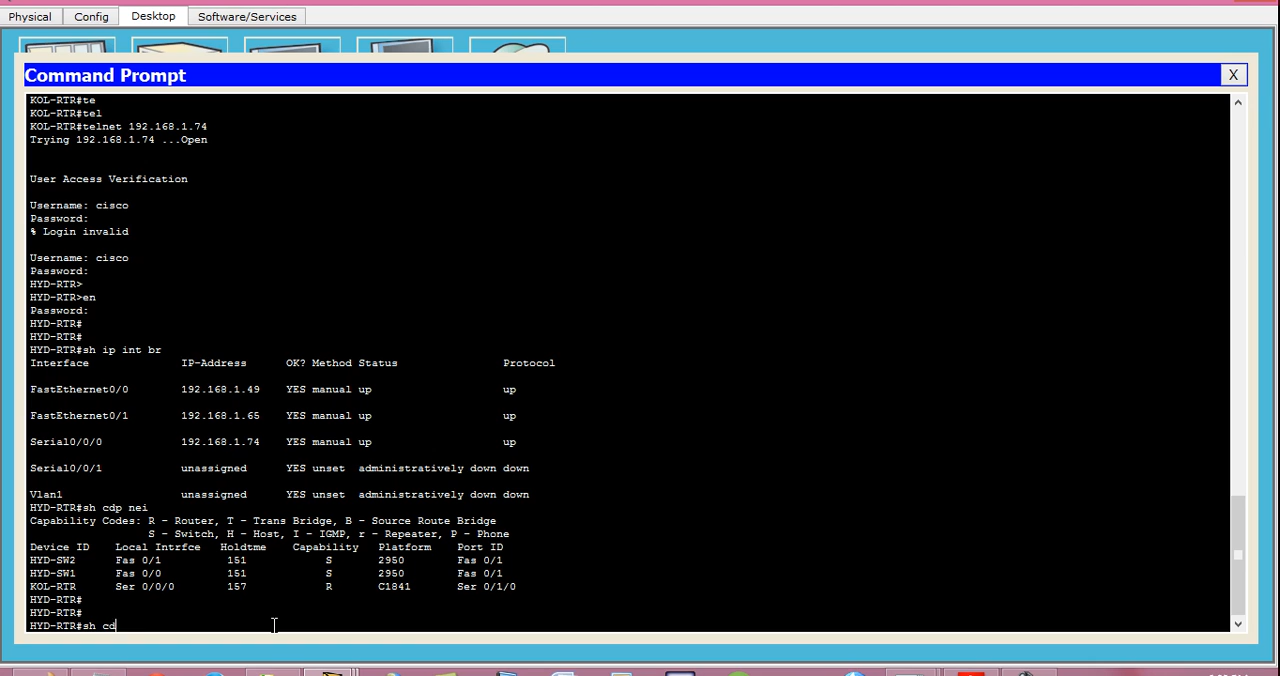 Physical Config Desktop Software/Services
Command Prompt X
KOL-RTR#te
KOL-RTR#tel
KOL-RTR#telnet 192.168.1.74
Trying 192.168.1.74 ...Open
User Access Verification
Username: cisco
Password:
% Login invalid
Username: cisco
Password:
HYD-RTR>
HYD-RTR>en
Password:
HYD-RTR#
HYD-RTR#
HYD-RTR#sh ip int br
Interface IP-Address OK? Method Status Protocol
FastEthernet0/0 192.168.1.49 YES manual up up
FastEthernet0/1 192.168.1.65 YES manual up up
Serial0/0/0 192.168.1.74 YES manual up up
Serial0/0/1 unassigned YES unset administratively down down
Vlan1 unassigned YES unset administratively down down
HYD-RTR#sh cdp nei
Capability Codes: R - Router, T - Trans Bridge, B - Source Route Bridge
S - Switch, H - Host, I - IGMP, r - Repeater, P - Phone
Device ID Local Intrfce Holdtme Capability Platform Port ID
HYD-SW2 Fas 0/1 151 S 2950 Fas 0/1
HYD-SW1 Fas 0/0 151 S 2950 Fas 0/1
KOL-RTR Ser 0/0/0 157 R C1841 Ser 0/1/0
HYD-RTR#
HYD-RTR#
HYD-RTR#sh cd